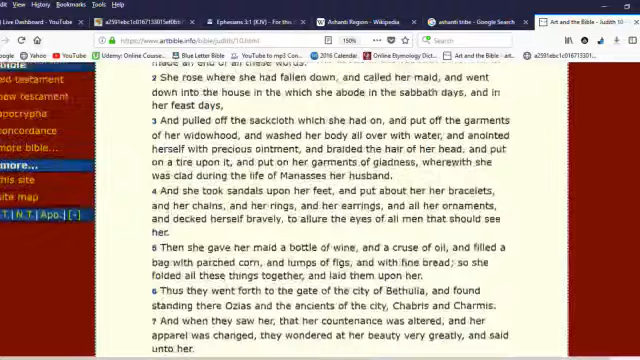 Edit View History Bookmarks Tools Help
Live Dashboard - YouTube
a2591ebc1c0167713015ef0bfi
Ephesians 3:1 (KJV) - For this
Ashanti Region - Wikipedia
ashanti tribe - Google Search
Art and the Bible - Judith 10
https://www.artbible.info/bible/judith/10.html
150%
Search
YouTube
Udemy Course
YouTube to mp3 Conv
2016 Calendar
Online Etymology Dict
Art and the Bible
a2591ebc1c0167713015
made an end of all these words.
2 She rose where she had fallen down, and called her maid, and went
down into the house in the which she abode in the sabbath days, and in
her feast days,
3 And pulled off the sackcloth which she had on, and put off the garments
of her widowhood, and washed her body all over with water, and anointed
herself with precious ointment, and braided the hair of her head, and put
on a tire upon it, and put on her garments of gladness, wherewith she
was clad during the life of Manasses her husband.
4 And she took sandals upon her feet, and put about her her bracelets,
and her chains, and her rings, and her earrings, and all her ornaments,
and decked herself bravely, to allure the eyes of all men that should see
her.
5 Then she gave her maid a bottle of wine, and a cruse of oil, and filled a
bag with parched corn, and lumps of figs, and with fine bread; so she
folded all these things together, and laid them upon her.
6 Thus they went forth to the gate of the city of Bethulia, and found
standing there Ozias and the ancients of the city, Chabris and Charmis.
7 And when they saw her, that her countenance was altered, and her
apparel was changed, they wondered at her beauty very greatly, and said
unto her.
bible
old testament
new testament
apocrypha
concordance
more bible...
more...
this site
site map
O.T. | N.T. | Apo. | [+]